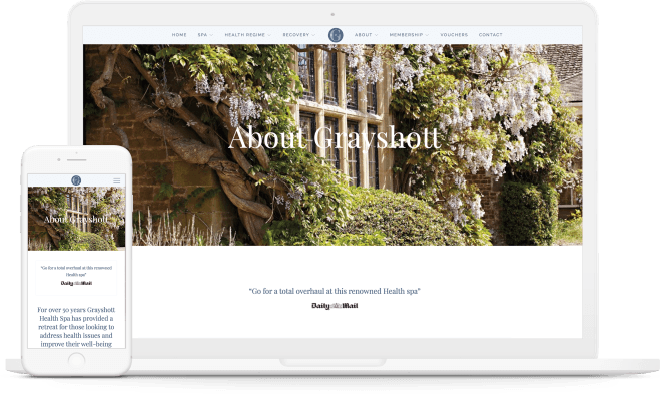 HOME SPA HEALTH REGIME RECOVERY G ABOUT MEMBERSHIP VOUCHERS CONTACT
About Grayshott
"Go for a total overhaul at this renowned Health spa"
Daily Mail
About Grayshott
"Go for a total overhaul at this renowned
Health spa"
Daily Mail
For over 50 years Grayshott
Health Spa has provided a
retreat for those looking to
address health issues and
improve their well-being